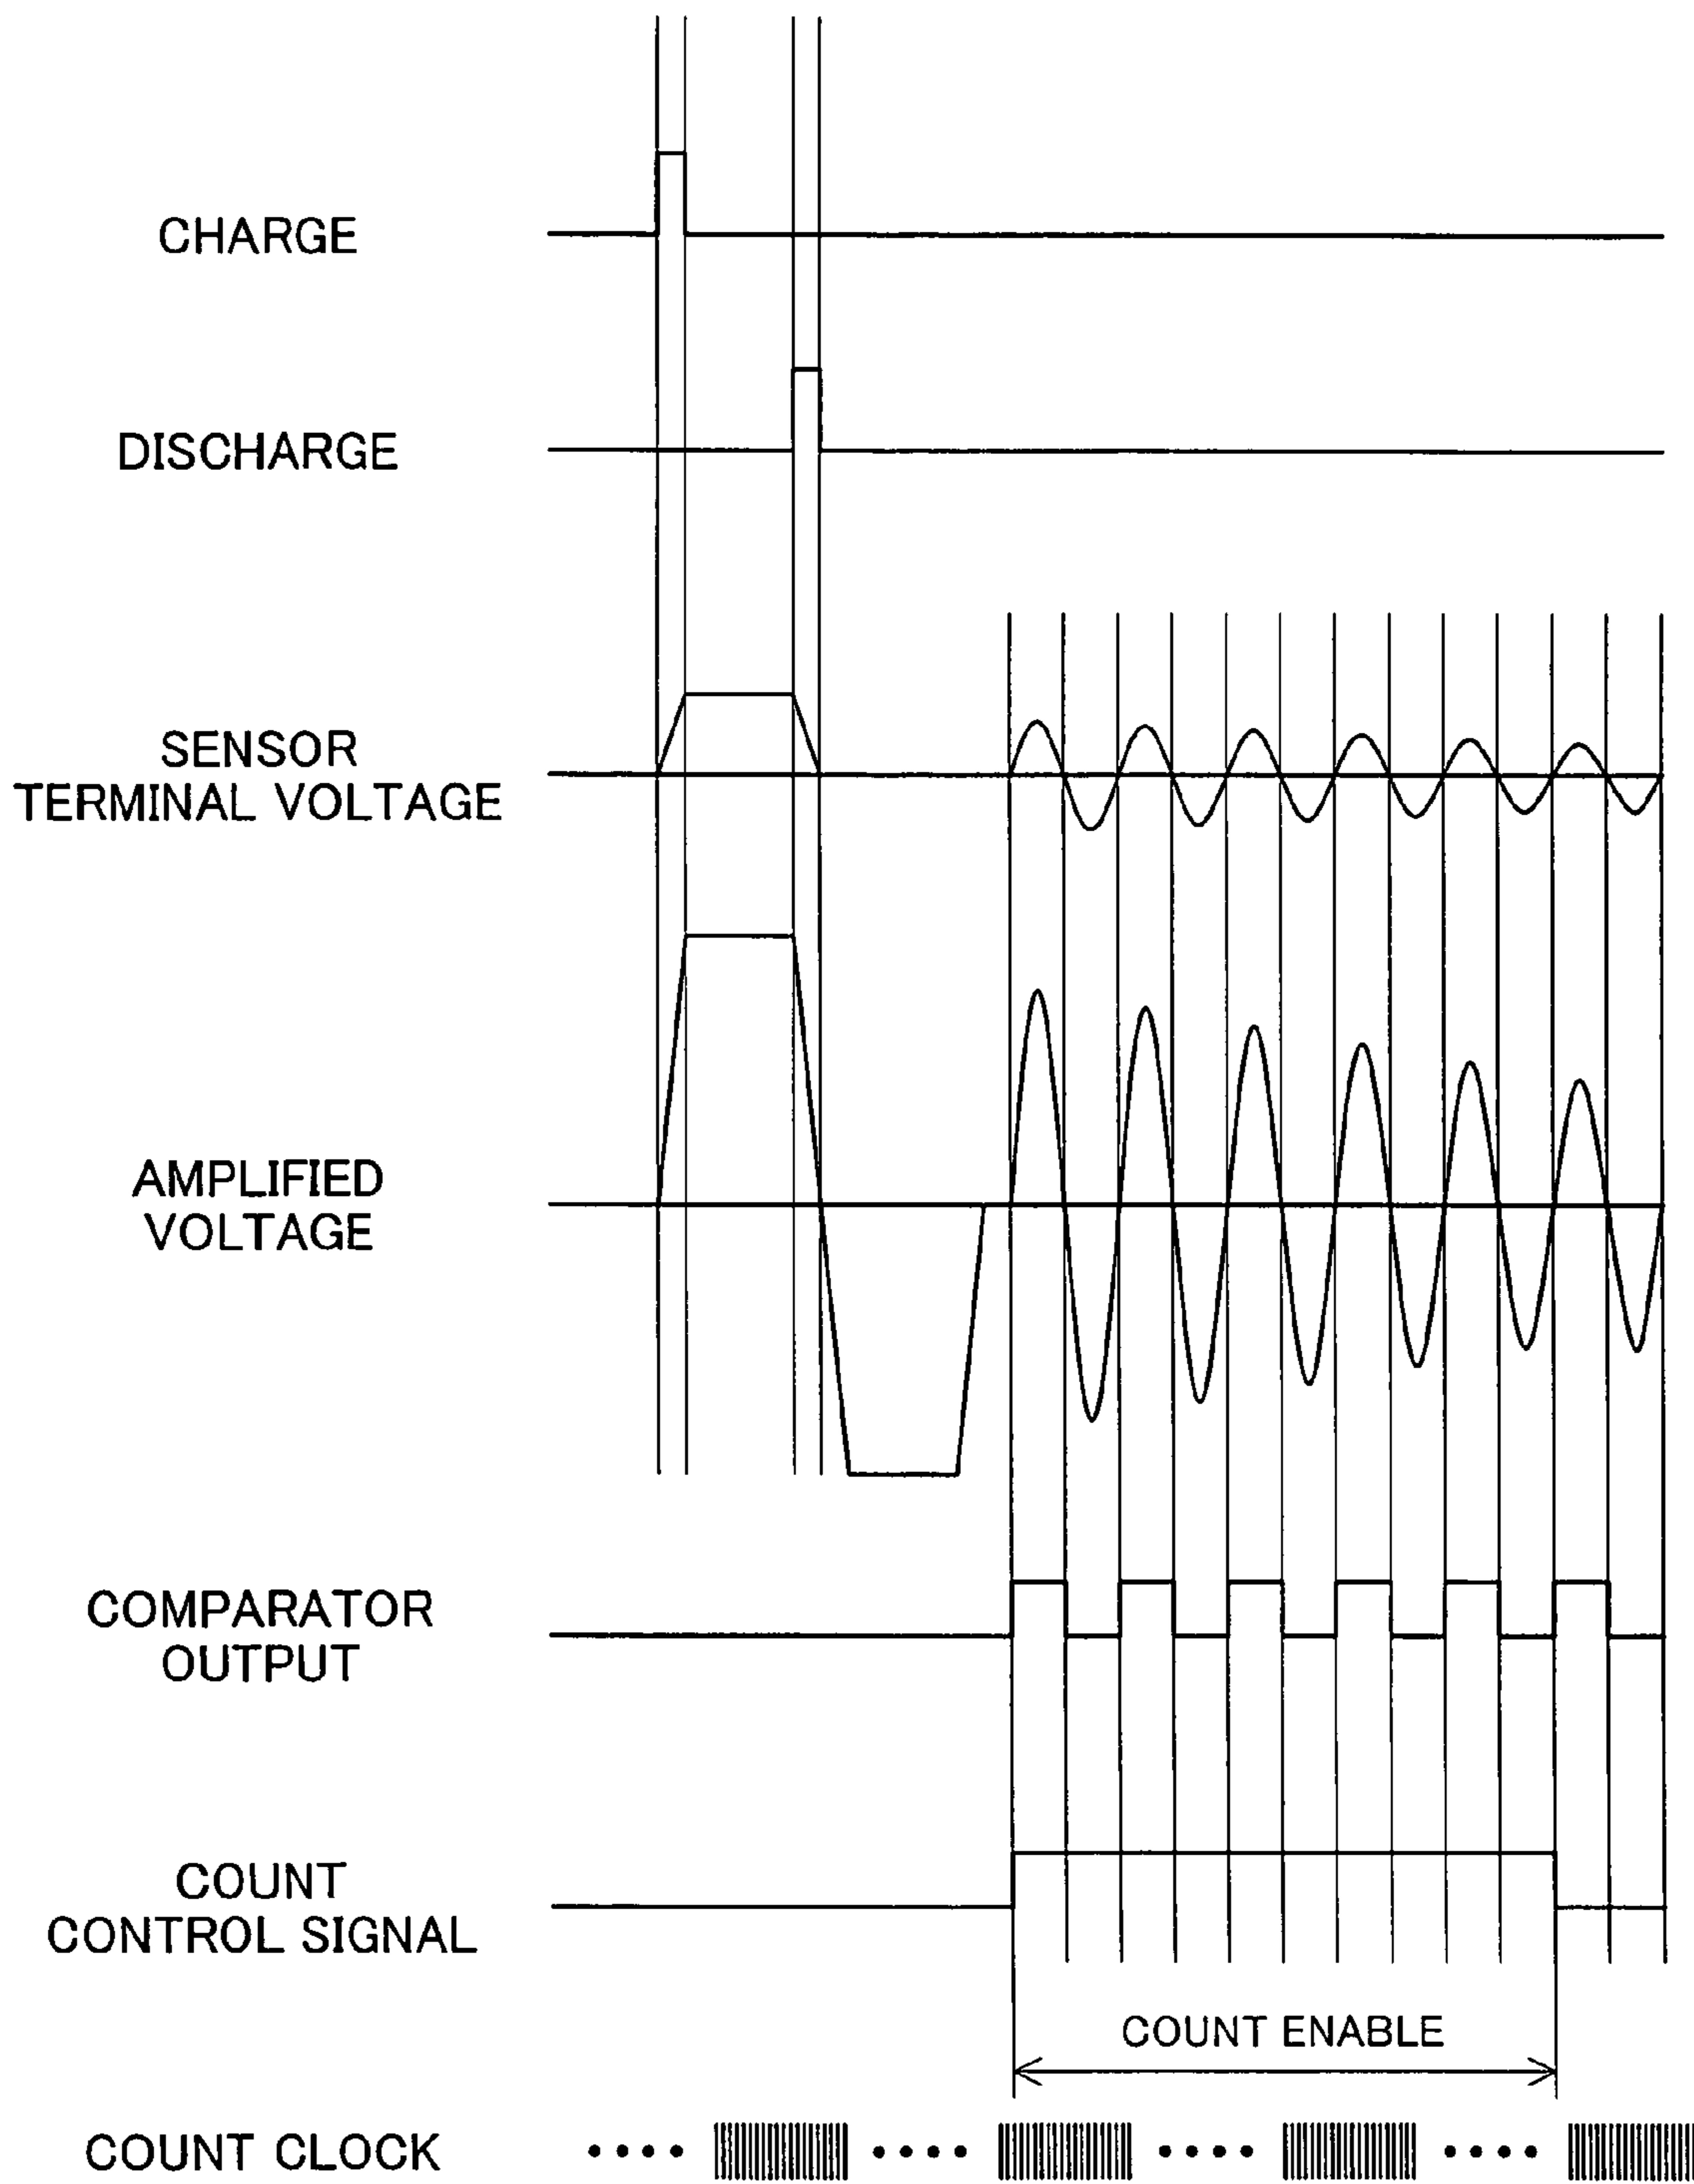 CHARGE
DISCHARGE
SENSOR
TERMINAL VOLTAGE
AMPLIFIED
VOLTAGE
COMPARATOR
OUTPUT
COUNT
CONTROL SIGNAL
COUNT ENABLE
COUNT CLOCK